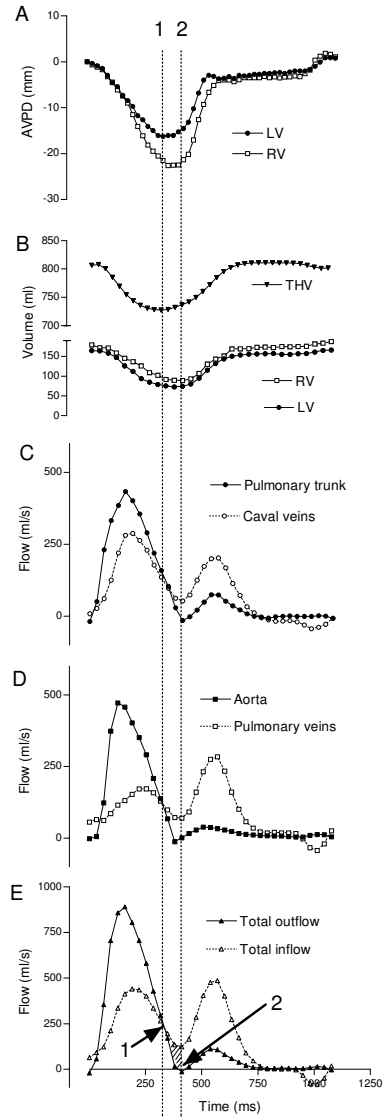 A
1 2
10
0
-10
-20
-30
AVPD (mm)
LV
RV
B
850
800
750
700
150
100
50
0
Volume (ml)
THV
RV
LV
C
500
250
0
Flow (ml/s)
Pulmonary trunk
Caval veins
D
500
250
0
Flow (ml/s)
Aorta
Pulmonary veins
E
1000
750
500
250
0
Flow (ml/s)
Total outflow
Total inflow
1
2
250 500 750 1000 1250
Time (ms)